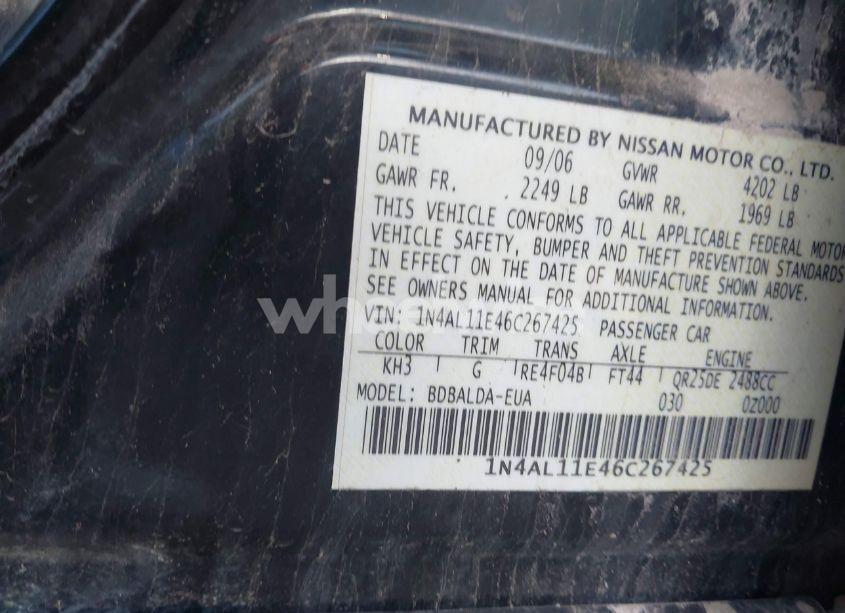 MANUFACTURED BY NISSAN MOTOR CO., LTD.
DATE 09/06 GVWR 4202 LB
GAWR FR. 2249 LB GAWR RR. 1969 LB
THIS VEHICLE CONFORMS TO ALL APPLICABLE FEDERAL MOTOR
VEHICLE SAFETY, BUMPER AND THEFT PREVENTION STANDARDS
IN EFFECT ON THE DATE OF MANUFACTURE SHOWN ABOVE.
SEE OWNERS MANUAL FOR ADDITIONAL INFORMATION.
VIN: 1N4AL11E46C267425 PASSENGER CAR
COLOR TRIM TRANS AXLE ENGINE
KH3 G RE4F04B FT44 QR25DE 2488CC
MODEL: BDBALDA-EUA 030 0Z000
1N4AL11E46C267425